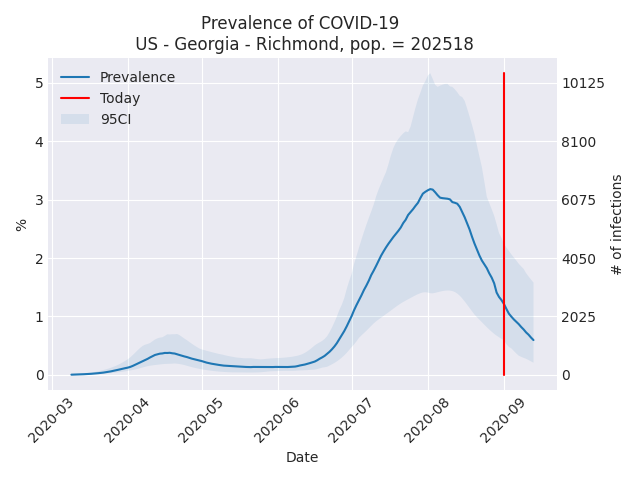 Prevalence of COVID-19
US - Georgia - Richmond, pop. = 202518
Prevalence
Today
95CI
5
4
3
2
1
0
%
10125
8100
6075
4050
2025
0
# of infections
2020-03
2020-04
2020-05
2020-06
2020-07
2020-08
2020-09
Date